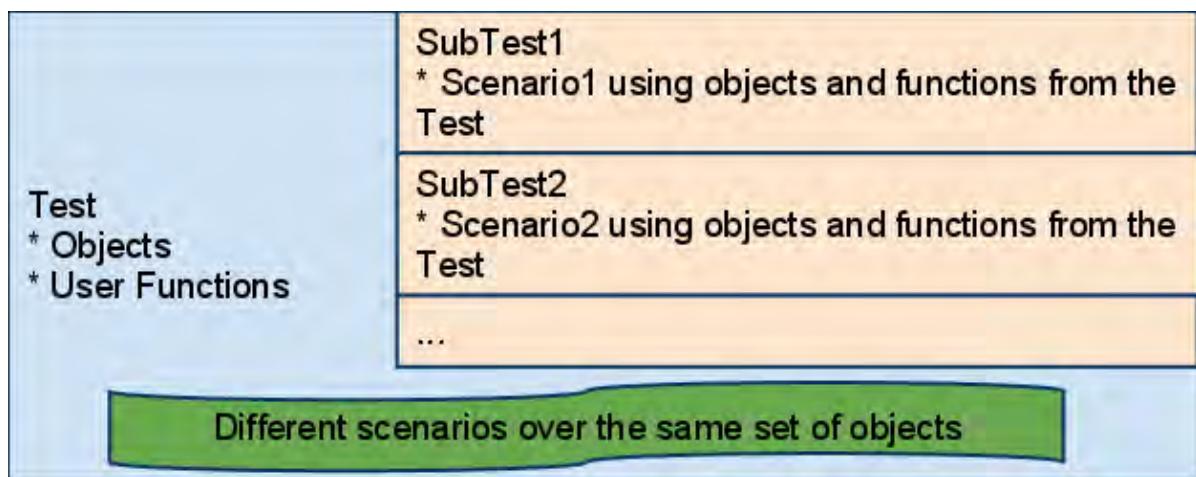 SubTest1
* Scenario1 using objects and functions from the
Test
SubTest2
* Scenario2 using objects and functions from the
Test
...
Test
* Objects
* User Functions
Different scenarios over the same set of objects